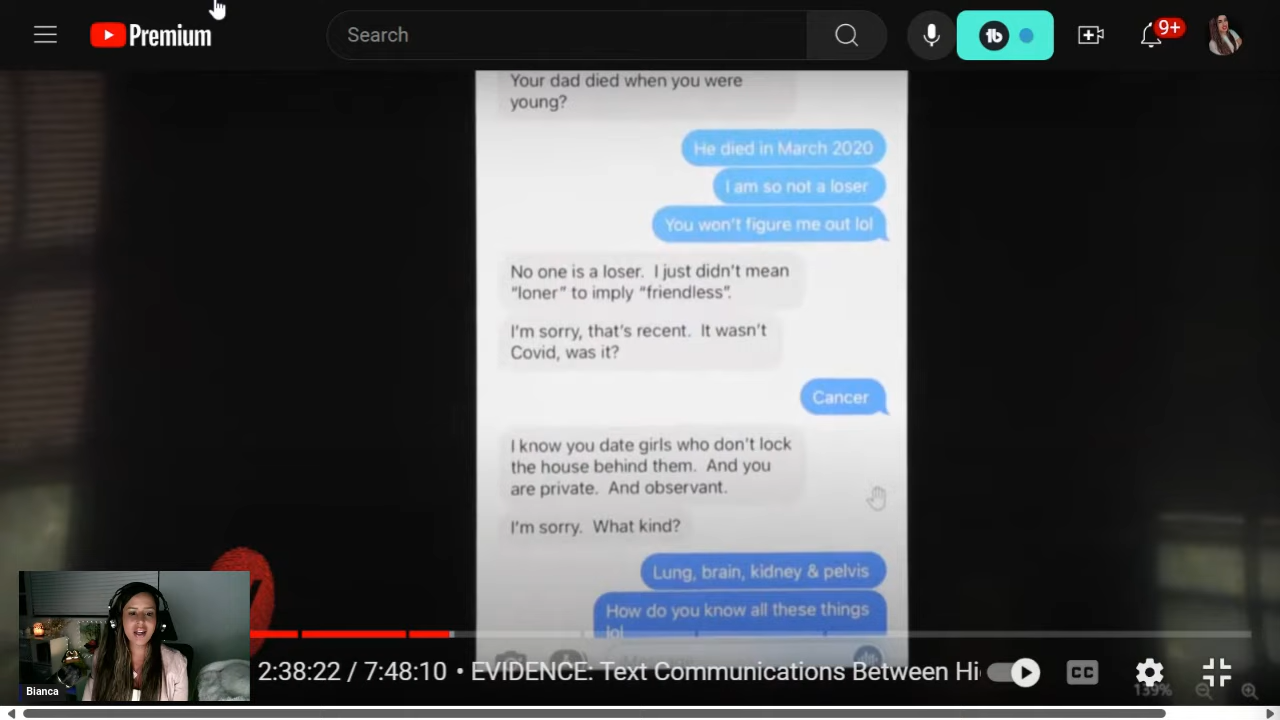 Premium
Search
9+
Your dad died when you were
young?
He died in March 2020
I am so not a loser
You won't figure me out lol
No one is a loser. I just didn't mean
"loner" to imply "friendless".
I'm sorry, that's recent. It wasn't
Covid, was it?
Cancer
I know you date girls who don't lock
the house behind them. And you
are private. And observant.
I'm sorry. What kind?
Lung, brain, kidney & pelvis
How do you know all these things
lol
Bianca
2:38:22 / 7:48:10 • EVIDENCE: Text Communications Between Hi
CC
139%